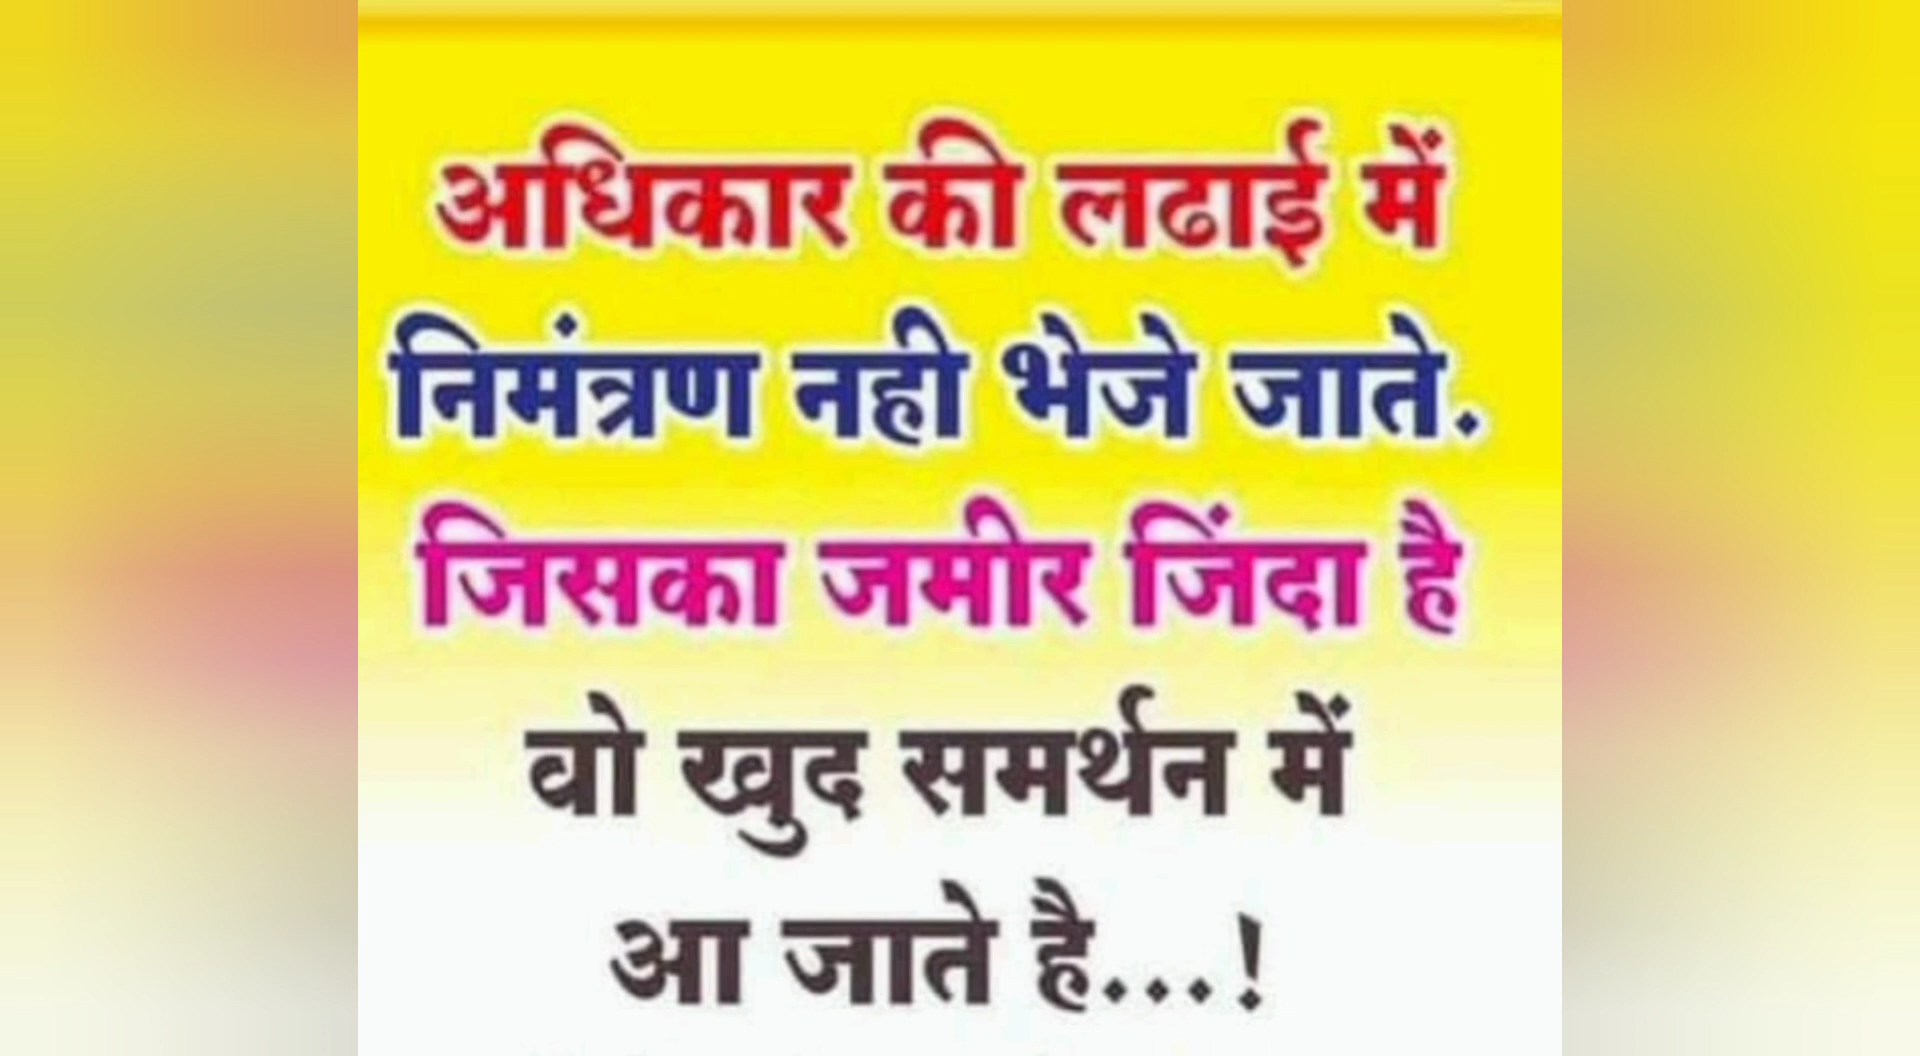 अधिकार की लढाई में
निमंत्रण नही भेजे जाते.
जिसका जमीर जिंदा है
वो खुद समर्थन में
आ जाते है...!